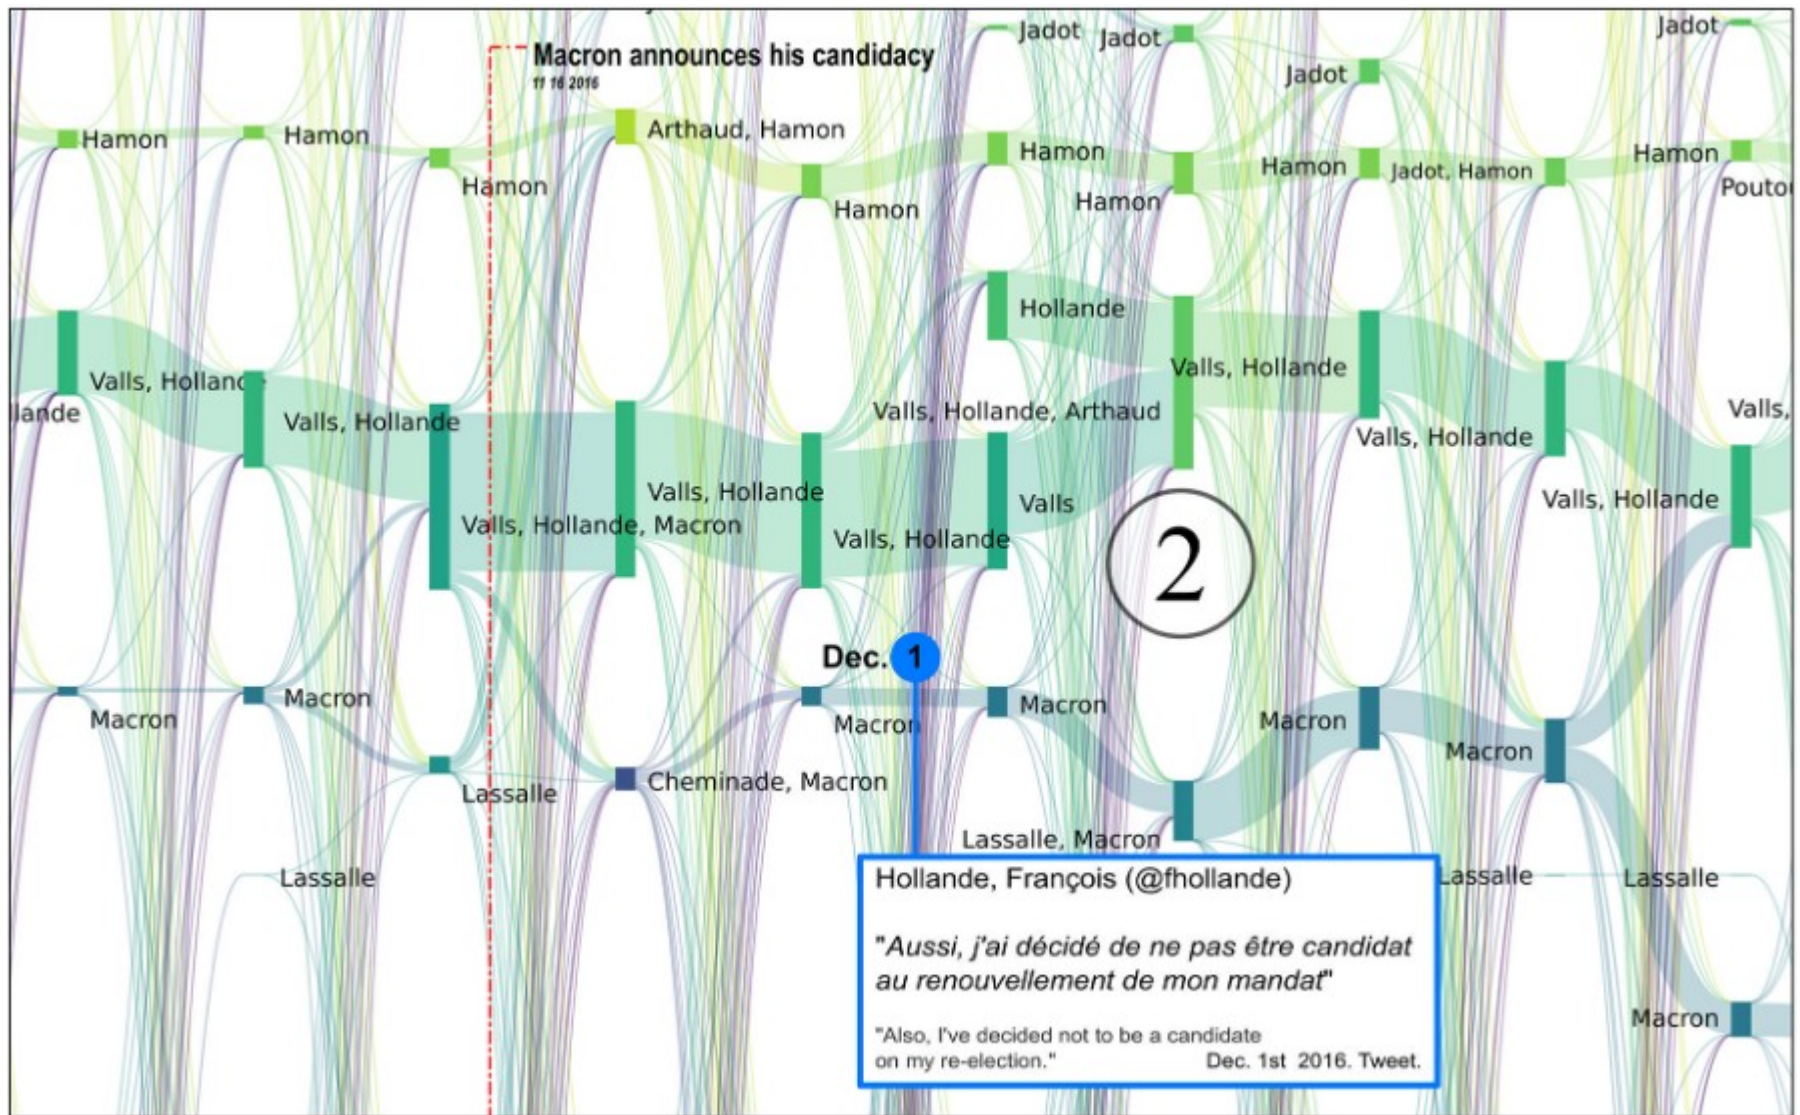 Jadot
Jadot
Jadot
Macron announces his candidacy
11 16 2016
Jadot
Hamon
Hamon
Arthaud, Hamon
Hamon
Hamon
Hamon
Hamon
Hamon
Hamon
Jadot, Hamon
Hamon
Hollande
Valls, Hollande
Valls, Hollande
Valls, Hollande
Valls, Hollande, Arthaud
Valls,
Valls, Hollande
Valls, Hollande
Valls, Hollande
Valls
Valls, Hollande, Macron
Valls, Hollande
2
Dec. 1
Macron
Macron
Macron
Macron
Macron
Macron
Macron
Cheminade, Macron
Lassalle
Lassalle, Macron
Lassalle
Lassalle
Lassalle
Hollande, François (@fhollande)
"Aussi, j'ai décidé de ne pas être candidat
au renouvellement de mon mandat"
"Also, I've decided not to be a candidate
on my re-election." Dec. 1st 2016. Tweet.
Macron